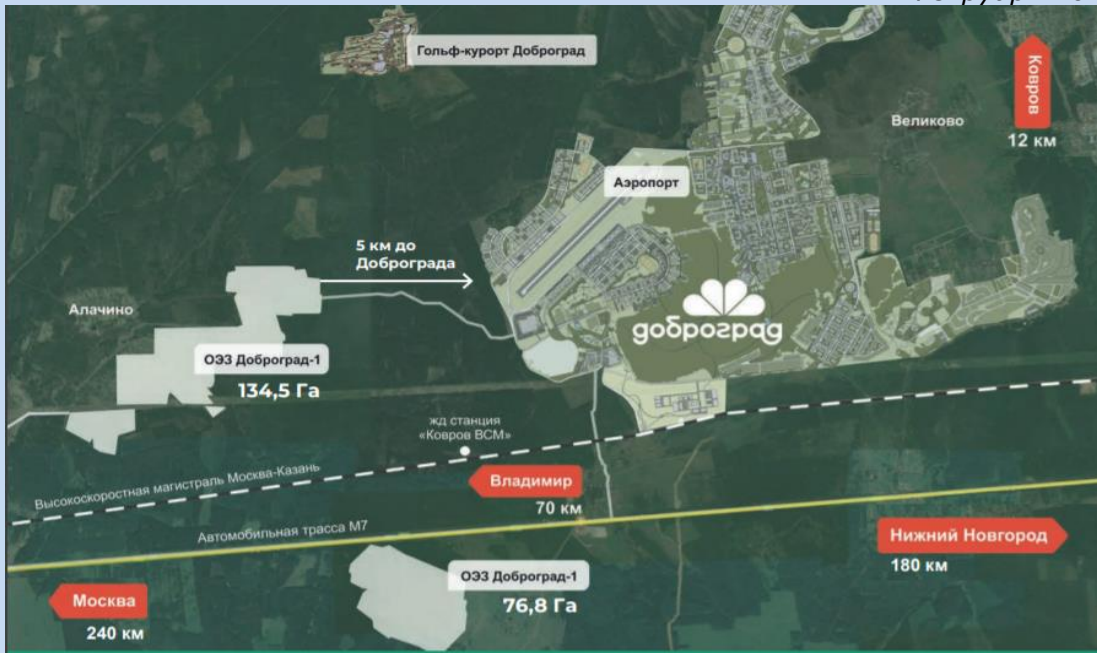 Гольф-курорт Доброград
Ковров
12 км
Великово
Аэропорт
5 км до
Доброграда
Алачино
доброград
ОЭЗ Доброград-1
134,5 Га
жд станция
«Ковров ВСМ»
Высокоскоростная магистраль Москва-Казань
Владимир
70 км
Автомобильная трасса М7
Нижний Новгород
180 км
ОЭЗ Доброград-1
76,8 Га
Москва
240 км